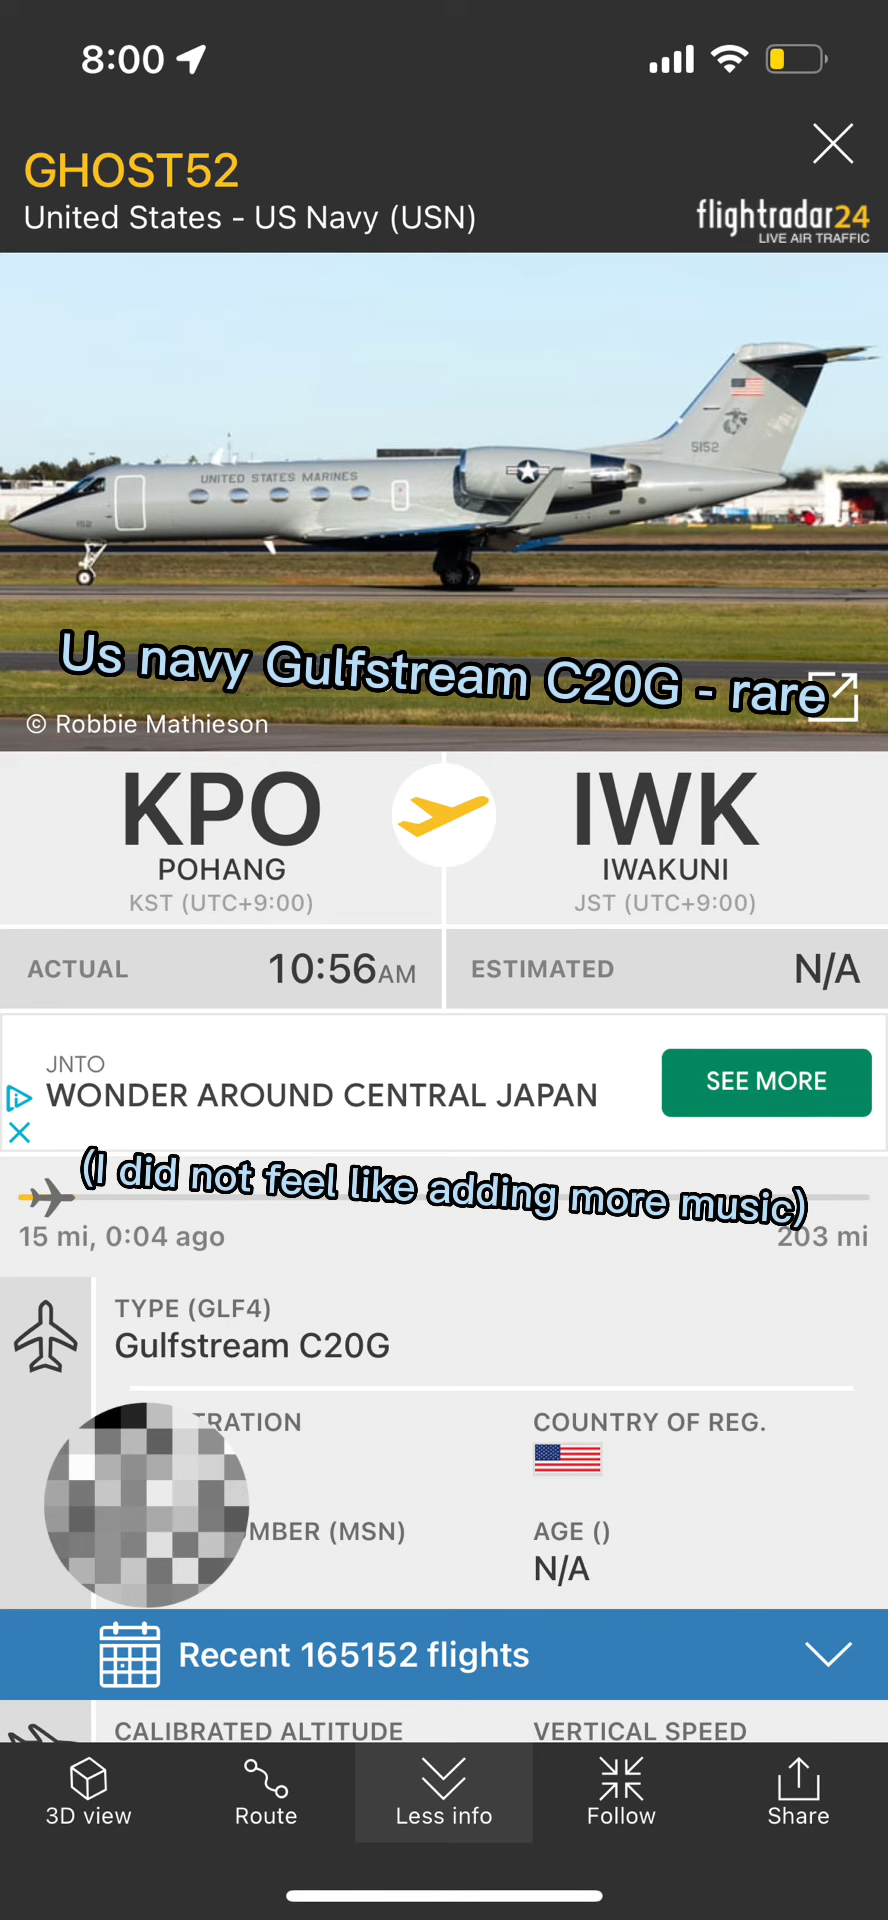 8:00
GHOST52
United States - US Navy (USN)
flightradar24
LIVE AIR TRAFFIC
UNITED STATES MARINES
5152
152
Us navy Gulfstream C20G - rare
© Robbie Mathieson
KPO IWK
POHANG IWAKUNI
KST (UTC+9:00) JST (UTC+9:00)
ACTUAL 10:56AM ESTIMATED N/A
JNTO
WONDER AROUND CENTRAL JAPAN
SEE MORE
(I did not feel like adding more music)
15 mi, 0:04 ago 203 mi
TYPE (GLF4)
Gulfstream C20G
TRATION COUNTRY OF REG.
MBER (MSN) AGE ()
N/A
Recent 165152 flights
CALIBRATED ALTITUDE VERTICAL SPEED
3D view Route Less info Follow Share